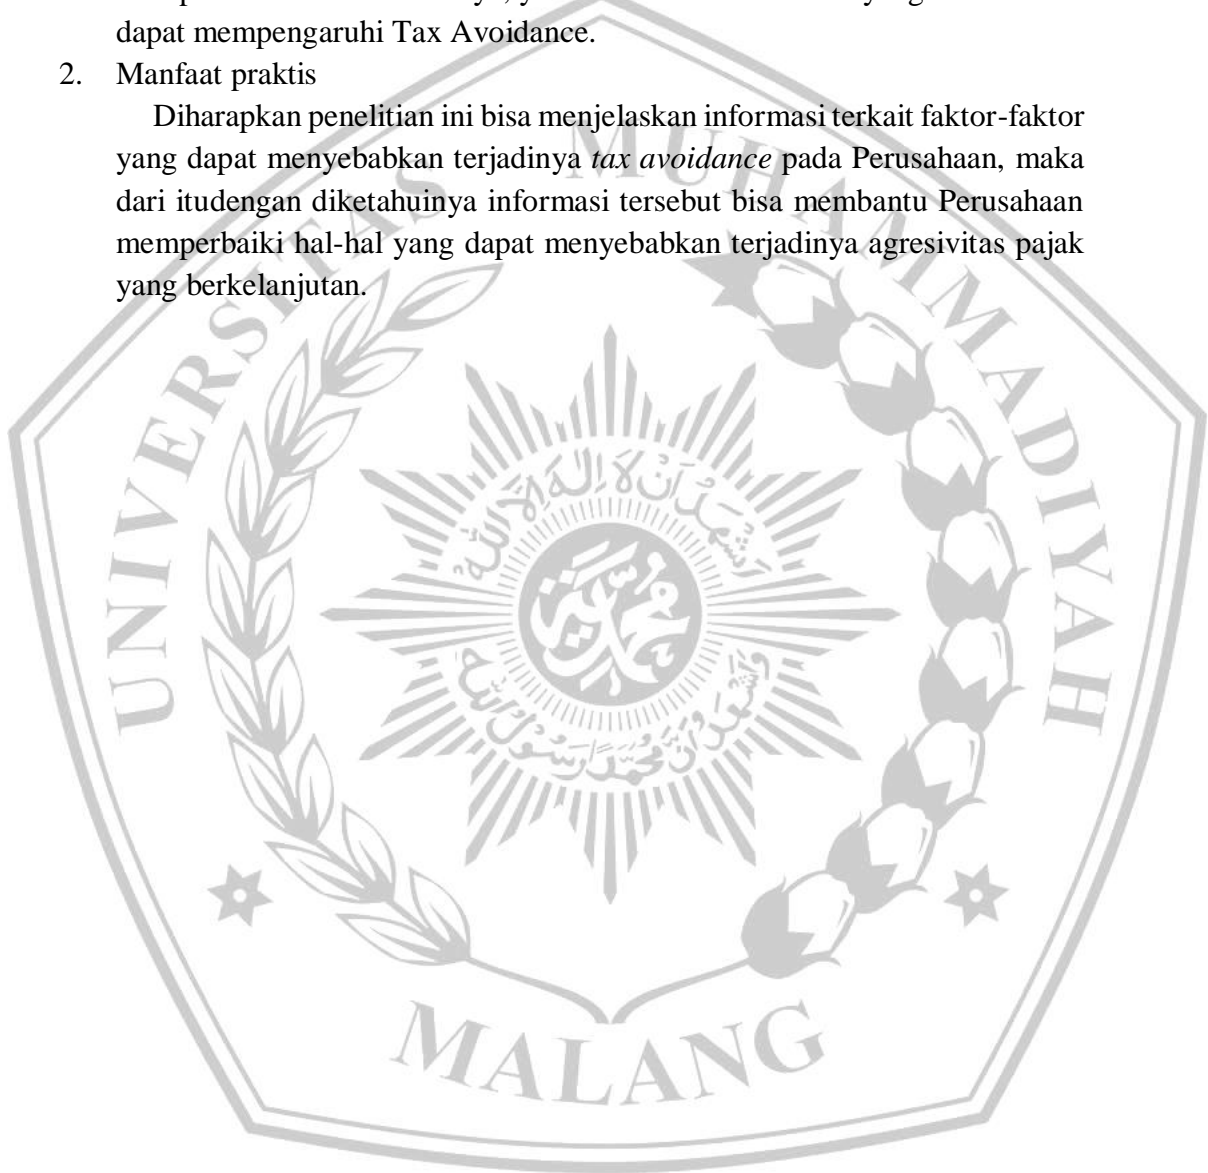 dapat mempengaruhi Tax Avoidance.
2. Manfaat praktis
Diharapkan penelitian ini bisa menjelaskan informasi terkait faktor-faktor
yang dapat menyebabkan terjadinya tax avoidance pada Perusahaan, maka
dari itudengan diketahuinya informasi tersebut bisa membantu Perusahaan
memperbaiki hal-hal yang dapat menyebabkan terjadinya agresivitas pajak
yang berkelanjutan.
UNIVERSITAS MUHAMMADIYAH
MALANG